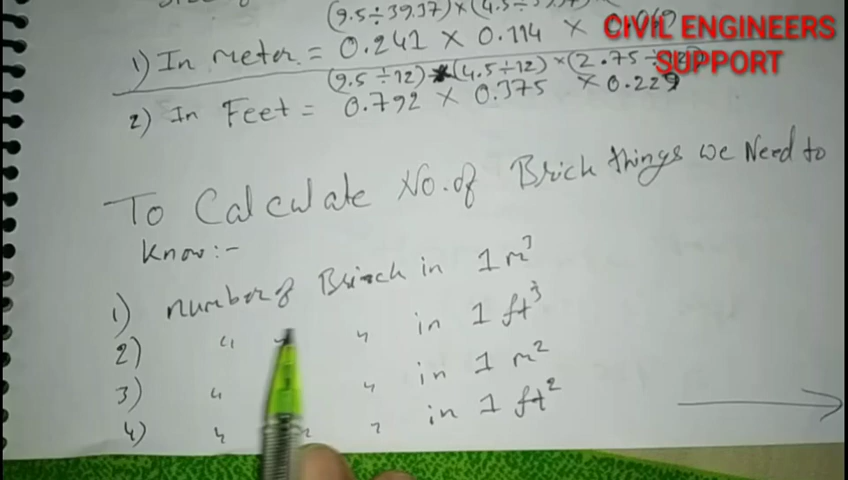 (9.5÷39.37)×(4.5÷
CIVIL ENGINEERS
SUPPORT
1) In meter = 0.241 × 0.114 ×
(9.5÷12)×(4.5÷12)×(2.75÷
2) In Feet = 0.792 × 0.375 × 0.229
To Calculate No. of Brick things we Need to
Know:-
1) number of Briack in 1 m³
2) " " " in 1 ft³
3) " " in 1 m²
4) " " " in 1 ft²